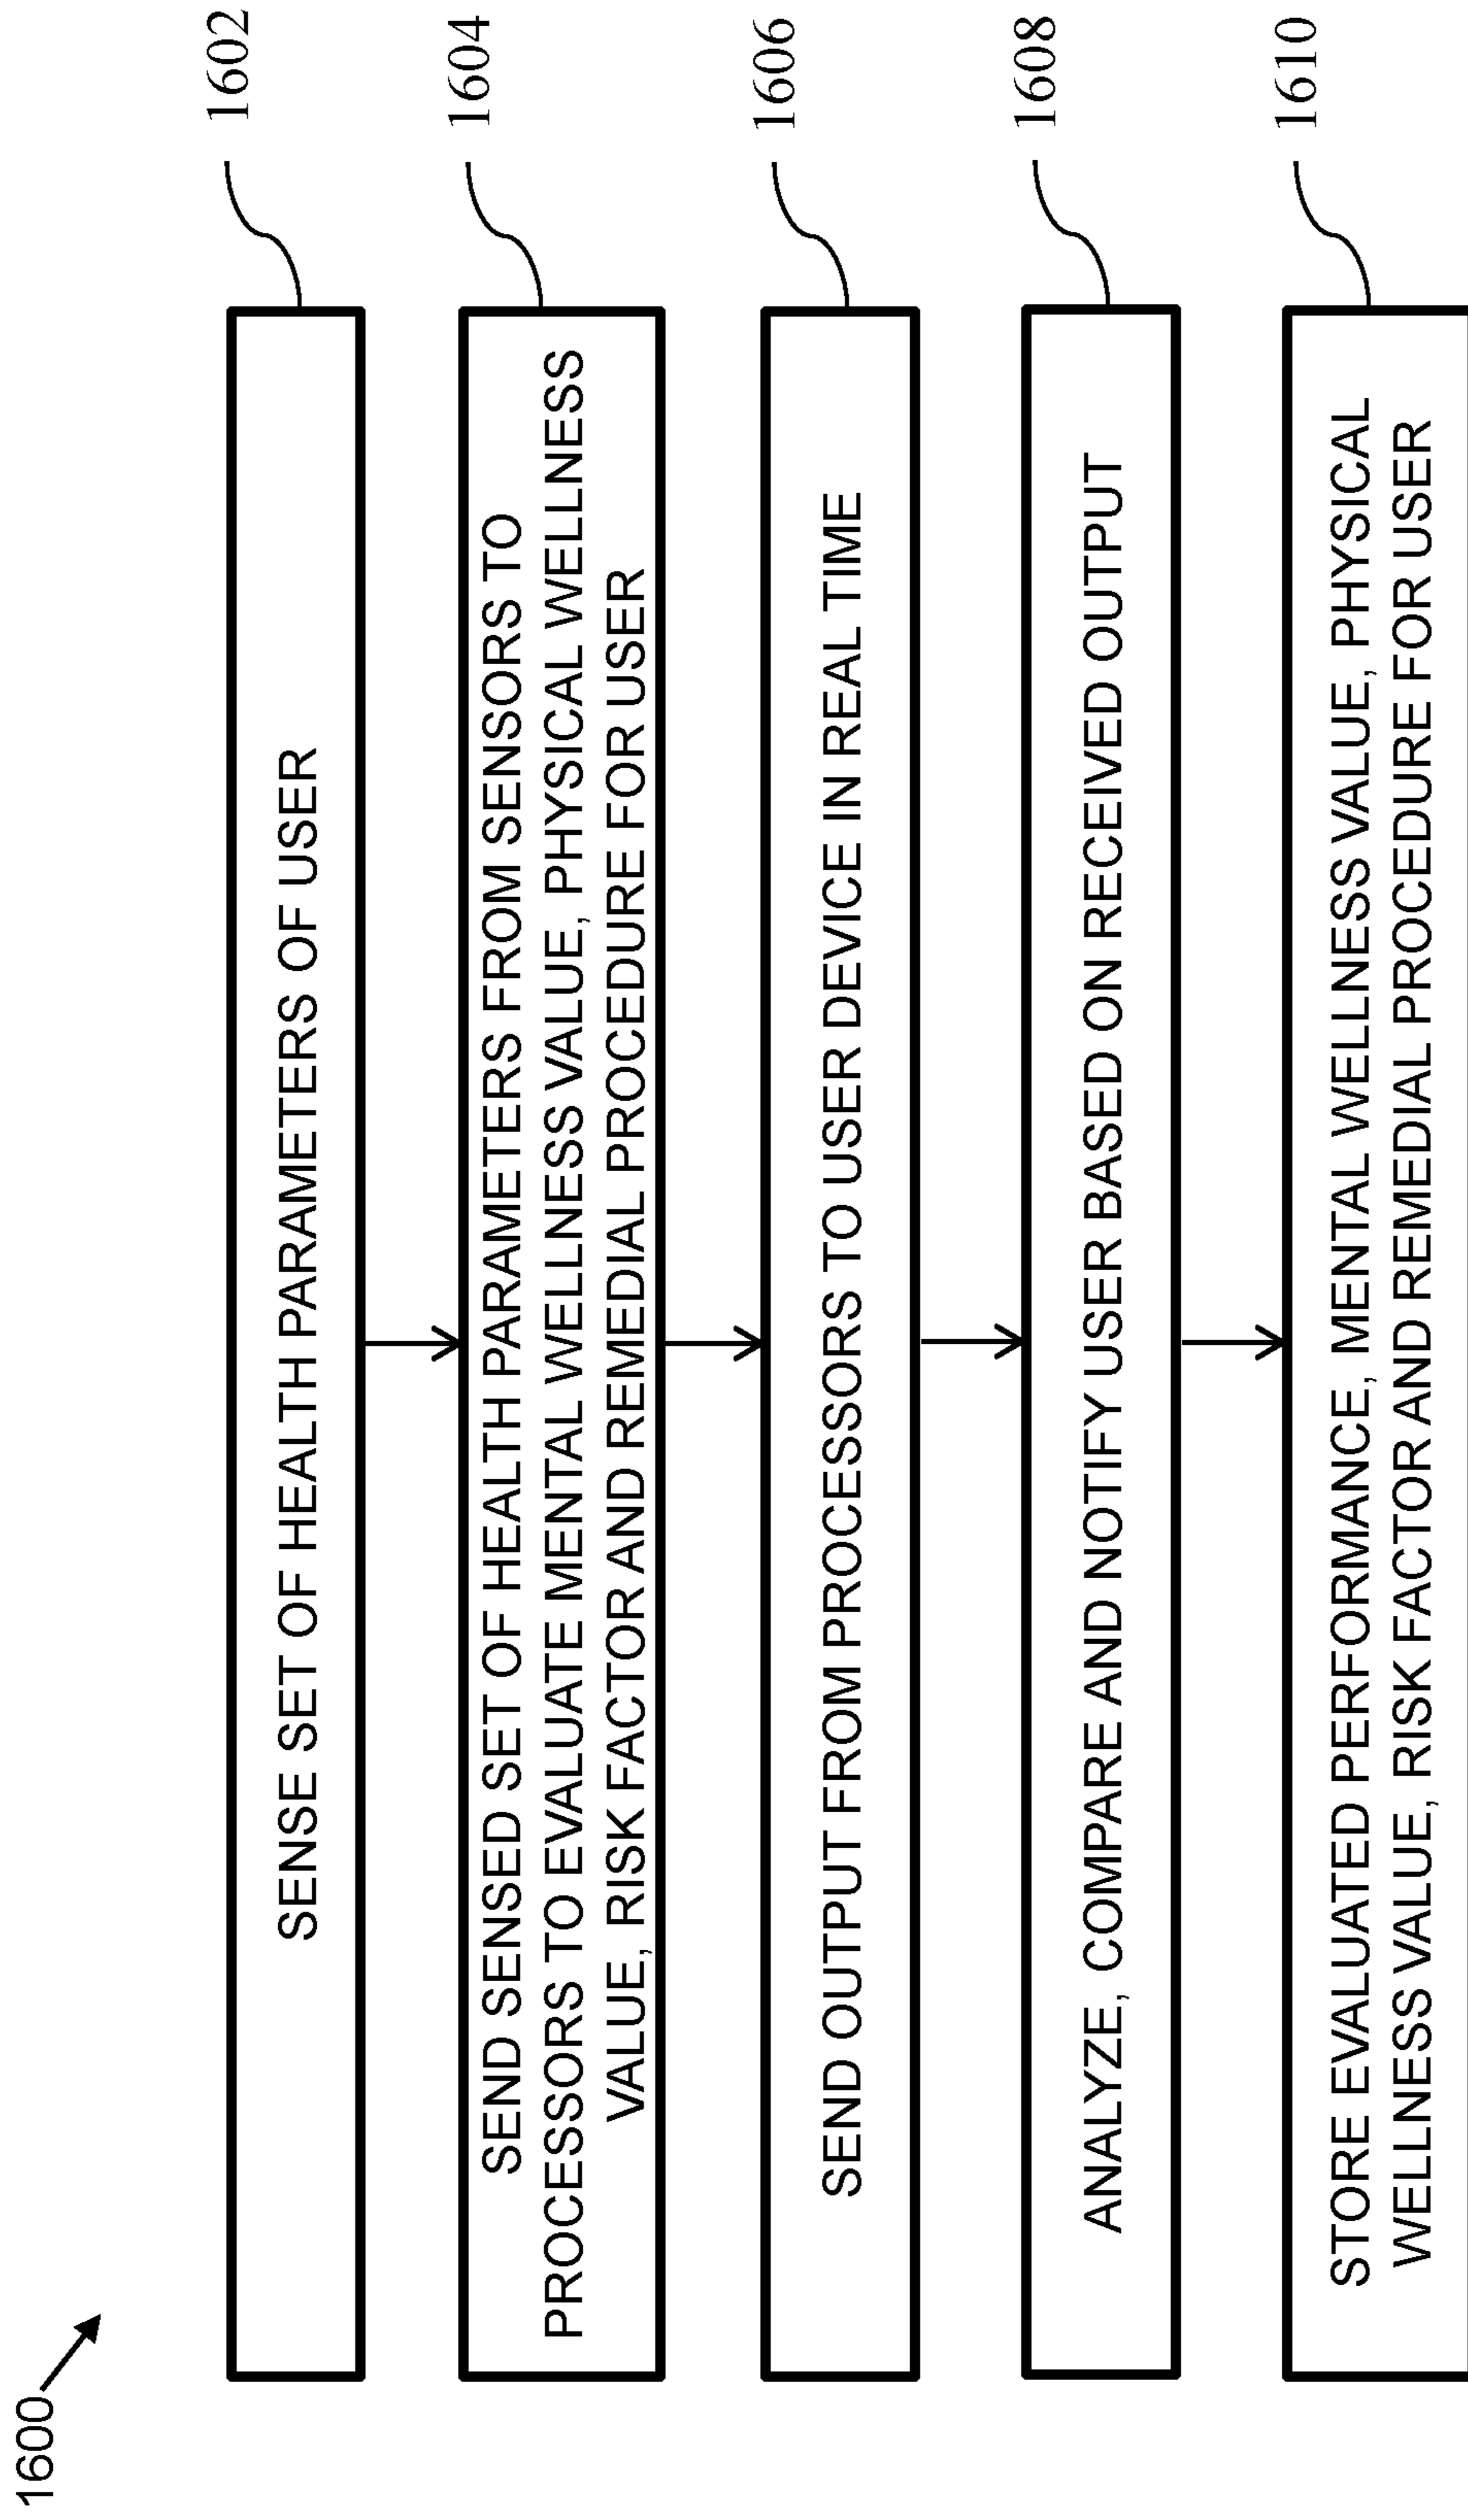 1600
SENSE SET OF HEALTH PARAMETERS OF USER
1602
SEND SENSED SET OF HEALTH PARAMETERS FROM SENSORS TO
PROCESSORS TO EVALUATE MENTAL WELLNESS VALUE, PHYSICAL WELLNESS
VALUE, RISK FACTOR AND REMEDIAL PROCEDURE FOR USER
1604
SEND OUTPUT FROM PROCESSORS TO USER DEVICE IN REAL TIME
1606
ANALYZE, COMPARE AND NOTIFY USER BASED ON RECEIVED OUTPUT
1608
STORE EVALUATED PERFORMANCE, MENTAL WELLNESS VALUE, PHYSICAL
WELLNESS VALUE, RISK FACTOR AND REMEDIAL PROCEDURE FOR USER
1610